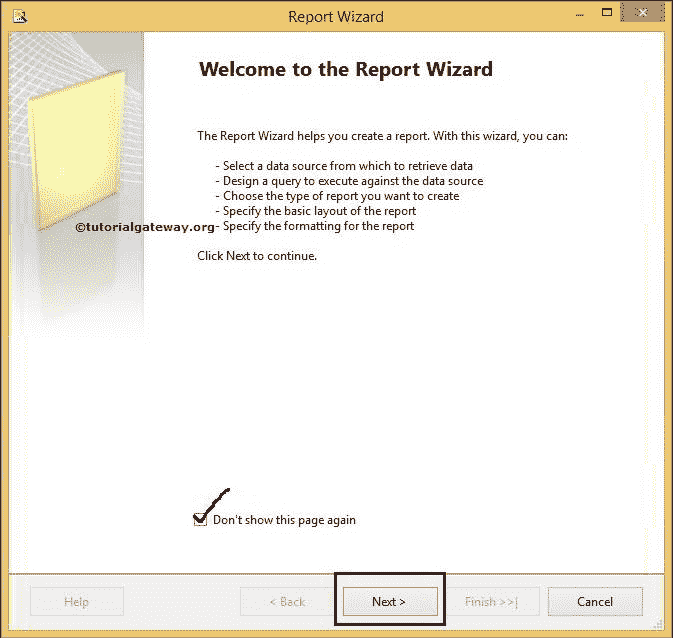 Report Wizard
Welcome to the Report Wizard
The Report Wizard helps you create a report. With this wizard, you can:
- Select a data source from which to retrieve data
- Design a query to execute against the data source
- Choose the type of report you want to create
- Specify the basic layout of the report
©tutorialgateway.org - Specify the formatting for the report
Click Next to continue.
Don't show this page again
Help < Back Next > Finish >>| Cancel